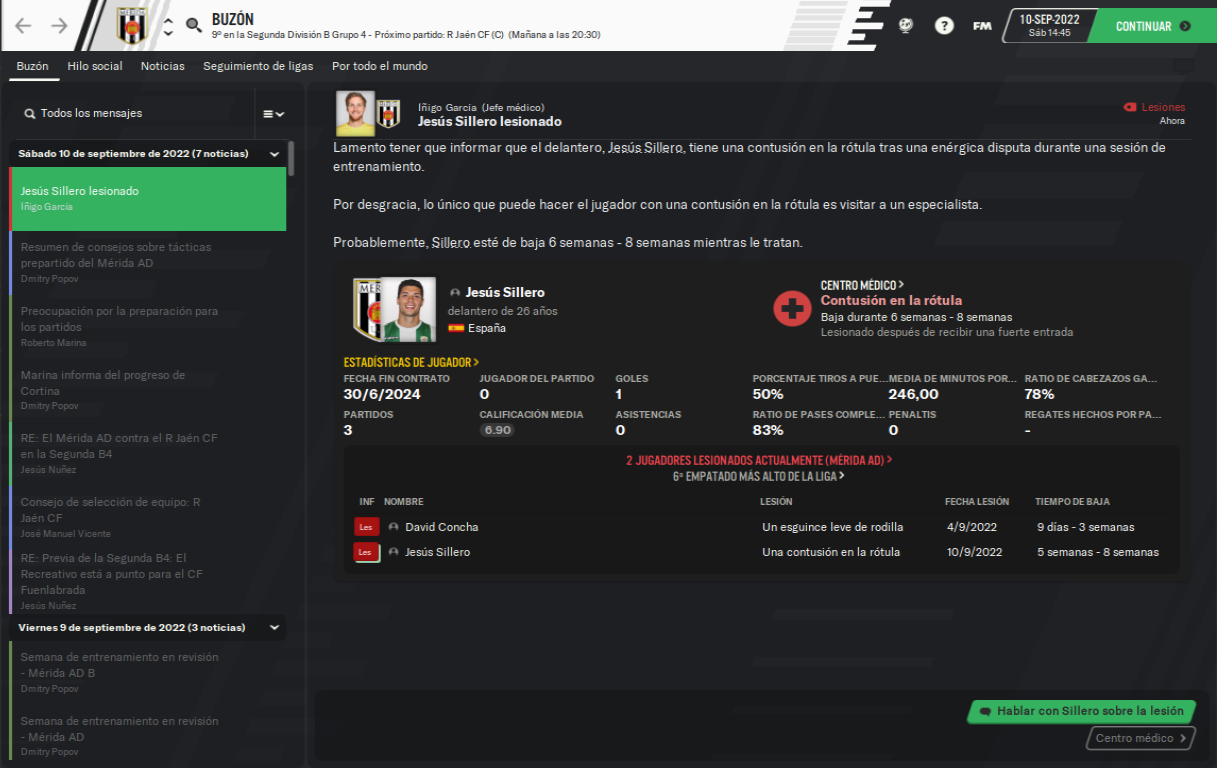 BUZÓN
9º en la Segunda División B Grupo 4 - Próximo partido: R Jaén CF (C) (Mañana a las 20:30)
FM
10-SEP-2022
Sáb 14:45
CONTINUAR
Buzón Hilo social Noticias Seguimiento de ligas Por todo el mundo
Todos los mensajes
Sábado 10 de septiembre de 2022 (7 noticias)
Jesús Sillero lesionado
Iñigo García
Resumen de consejos sobre tácticas
prepartido del Mérida AD
Dmitry Popov
Preocupación por la preparación para
los partidos
Roberto Marina
Marina informa del progreso de
Cortina
Dmitry Popov
RE: El Mérida AD contra el R Jaén CF
en la Segunda B4
Jesús Nuñez
Consejo de selección de equipo: R
Jaén CF
José Manuel Vicente
RE: Previa de la Segunda B4: El
Recreativo está a punto para el CF
Fuenlabrada
Jesús Nuñez
Viernes 9 de septiembre de 2022 (3 noticias)
Semana de entrenamiento en revisión
- Mérida AD B
Dmitry Popov
Semana de entrenamiento en revisión
- Mérida AD
Dmitry Popov
Iñigo García (Jefe médico)
Jesús Sillero lesionado
Lesiones
Ahora
Lamento tener que informar que el delantero, Jesús Sillero, tiene una contusión en la rótula tras una enérgica disputa durante una sesión de
entrenamiento.
Por desgracia, lo único que puede hacer el jugador con una contusión en la rótula es visitar a un especialista.
Probablemente, Sillero esté de baja 6 semanas - 8 semanas mientras le tratan.
Jesús Sillero
delantero de 26 años
España
CENTRO MÉDICO
Contusión en la rótula
Baja durante 6 semanas - 8 semanas
Lesionado después de recibir una fuerte entrada
ESTADÍSTICAS DE JUGADOR
FECHA FIN CONTRATO JUGADOR DEL PARTIDO GOLES PORCENTAJE TIROS A PUE... MEDIA DE MINUTOS POR... RATIO DE CABEZAZOS GA...
30/6/2024 0 1 50% 246,00 78%
PARTIDOS CALIFICACIÓN MEDIA ASISTENCIAS RATIO DE PASES COMPLE... PENALTIS REGATES HECHOS POR PA...
3 6.90 0 83% 0 -
2 JUGADORES LESIONADOS ACTUALMENTE (MÉRIDA AD)
6º EMPATADO MÁS ALTO DE LA LIGA
INF NOMBRE LESIÓN FECHA LESIÓN TIEMPO DE BAJA
Les David Concha Un esguince leve de rodilla 4/9/2022 9 días - 3 semanas
Les Jesús Sillero Una contusión en la rótula 10/9/2022 5 semanas - 8 semanas
Hablar con Sillero sobre la lesión
Centro médico